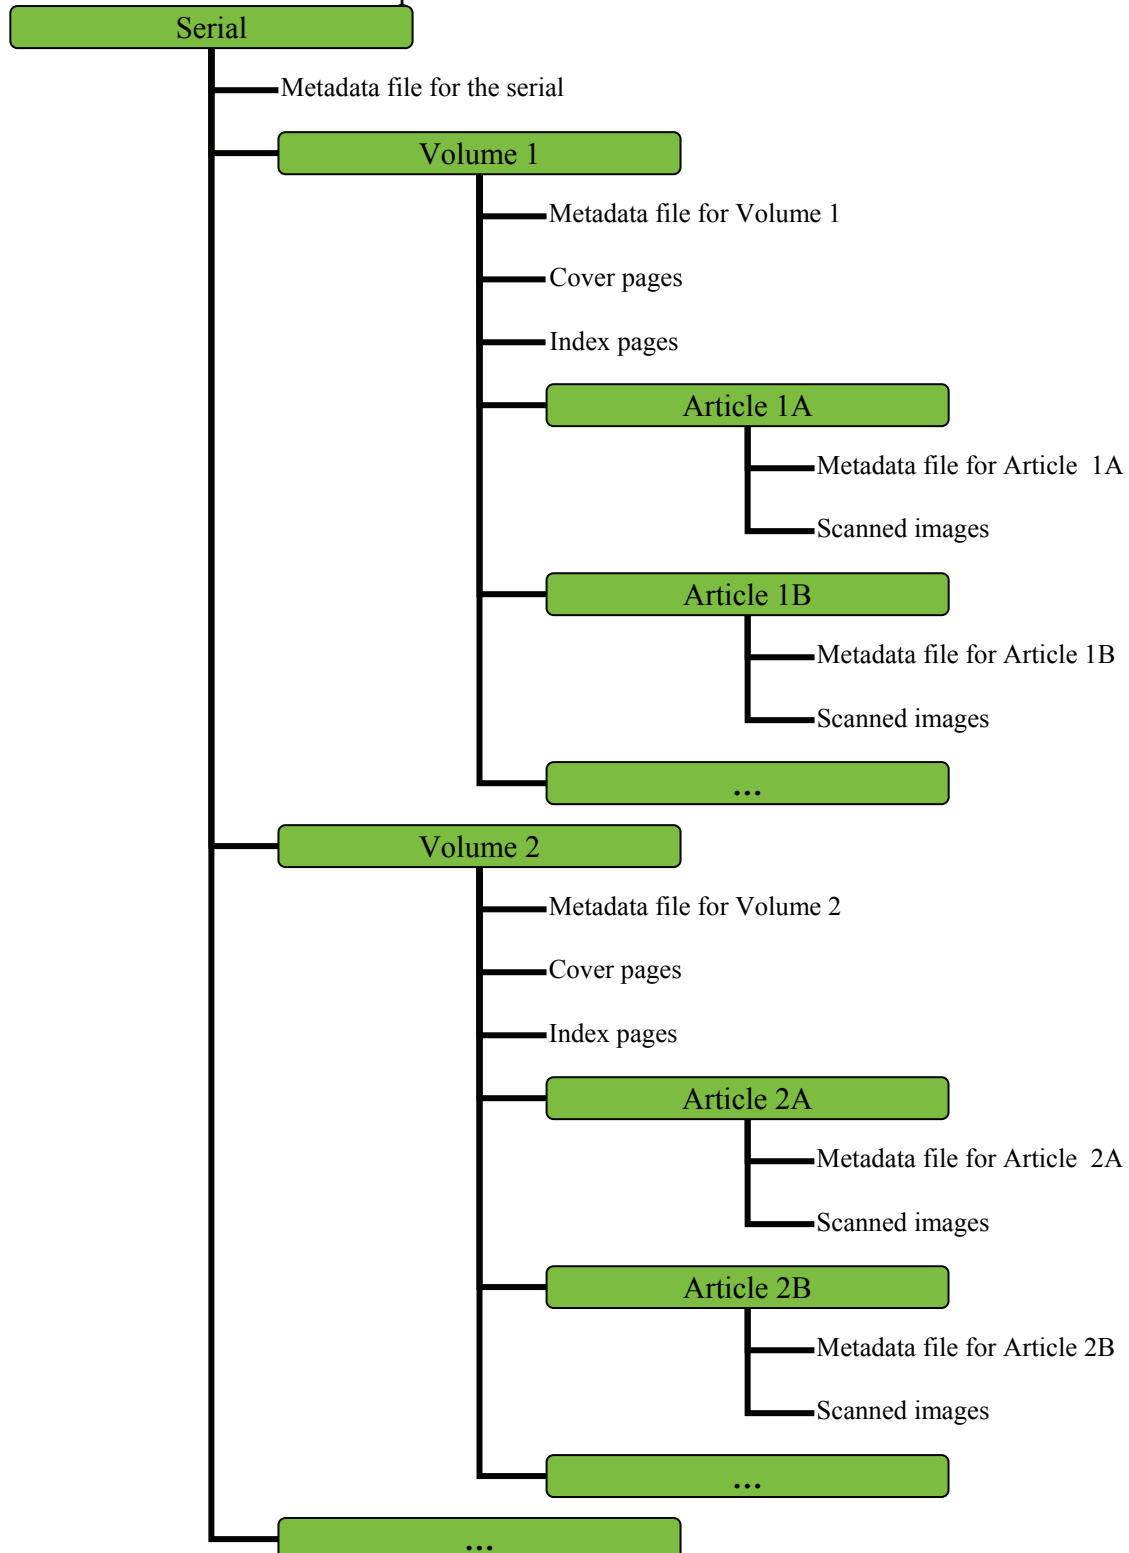 Serial
Metadata file for the serial
Volume 1
Metadata file for Volume 1
Cover pages
Index pages
Article 1A
Metadata file for Article  1A
Scanned images
Article 1B
Metadata file for Article 1B
Scanned images
...
Volume 2
Metadata file for Volume 2
Cover pages
Index pages
Article 2A
Metadata file for Article  2A
Scanned images
Article 2B
Metadata file for Article 2B
Scanned images
...
...